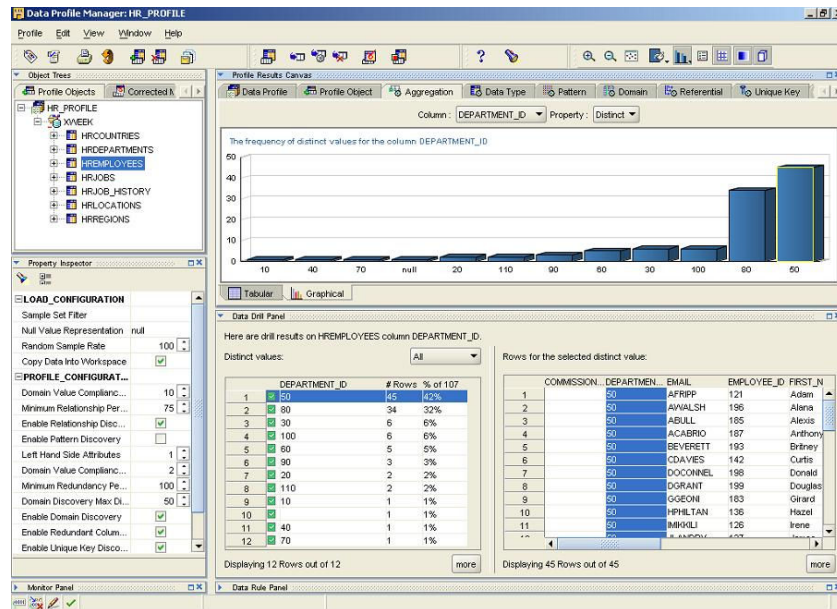 Data Profile Manager: HR_PROFILE
Profile Edit View Window Help
Object Trees
Profile Objects Corrected M
HR_PROFILE
XWEEK
HRCOUNTRIES
HRDEPARTMENTS
HREMPLOYEES
HRJOBS
HRJOB_HISTORY
HRLOCATIONS
HRREGIONS
Property Inspector
LOAD_CONFIGURATION
Sample Set Filter
Null Value Representation null
Random Sample Rate 100
Copy Data Into Workspace
PROFILE_CONFIGURAT...
Domain Value Complianc... 10
Minimum Relationship Per... 75
Enable Relationship Disc...
Enable Pattern Discovery
Left Hand Side Attributes 1
Domain Value Complianc... 2
Minimum Redundancy Pe... 100
Domain Discovery Max Di... 50
Enable Domain Discovery
Enable Redundant Colum...
Enable Unique Key Disco...
Monitor Panel
Profile Results Canvas
Data Profile Profile Object Aggregation Data Type Pattern Domain Referential Unique Key
Column : DEPARTMENT_ID Property : Distinct
The frequency of distinct values for the column DEPARTMENT_ID
50
40
30
20
10
0
10 40 70 null 20 110 90 60 30 100 80 50
Tabular Graphical
Data Drill Panel
Here are drill results on HREMPLOYEES column DEPARTMENT_ID.
Distinct values: All
DEPARTMENT_ID # Rows % of 107
1 50 45 42%
2 80 34 32%
3 30 6 6%
4 100 6 6%
5 60 5 5%
6 90 3 3%
7 20 2 2%
8 110 2 2%
9 10 1 1%
10 1 1%
11 40 1 1%
12 70 1 1%
Displaying 12 Rows out of 12 more
Rows for the selected distinct value:
COMMISSION... DEPARTMEN... EMAIL EMPLOYEE_ID FIRST_N
1 50 AFRIPP 121 Adam
2 50 AWALSH 196 Alana
3 50 ABULL 185 Alexis
4 50 ACABRIO 187 Anthony
5 50 BEVERETT 193 Britney
6 50 CDAVIES 142 Curtis
7 50 DOCONNEL 198 Donald
8 50 DGRANT 199 Douglas
9 50 GGEONI 183 Girard
10 50 HPHILTAN 136 Hazel
11 50 IMIKKILI 126 Irene
Displaying 45 Rows out of 45 more
Data Rule Panel